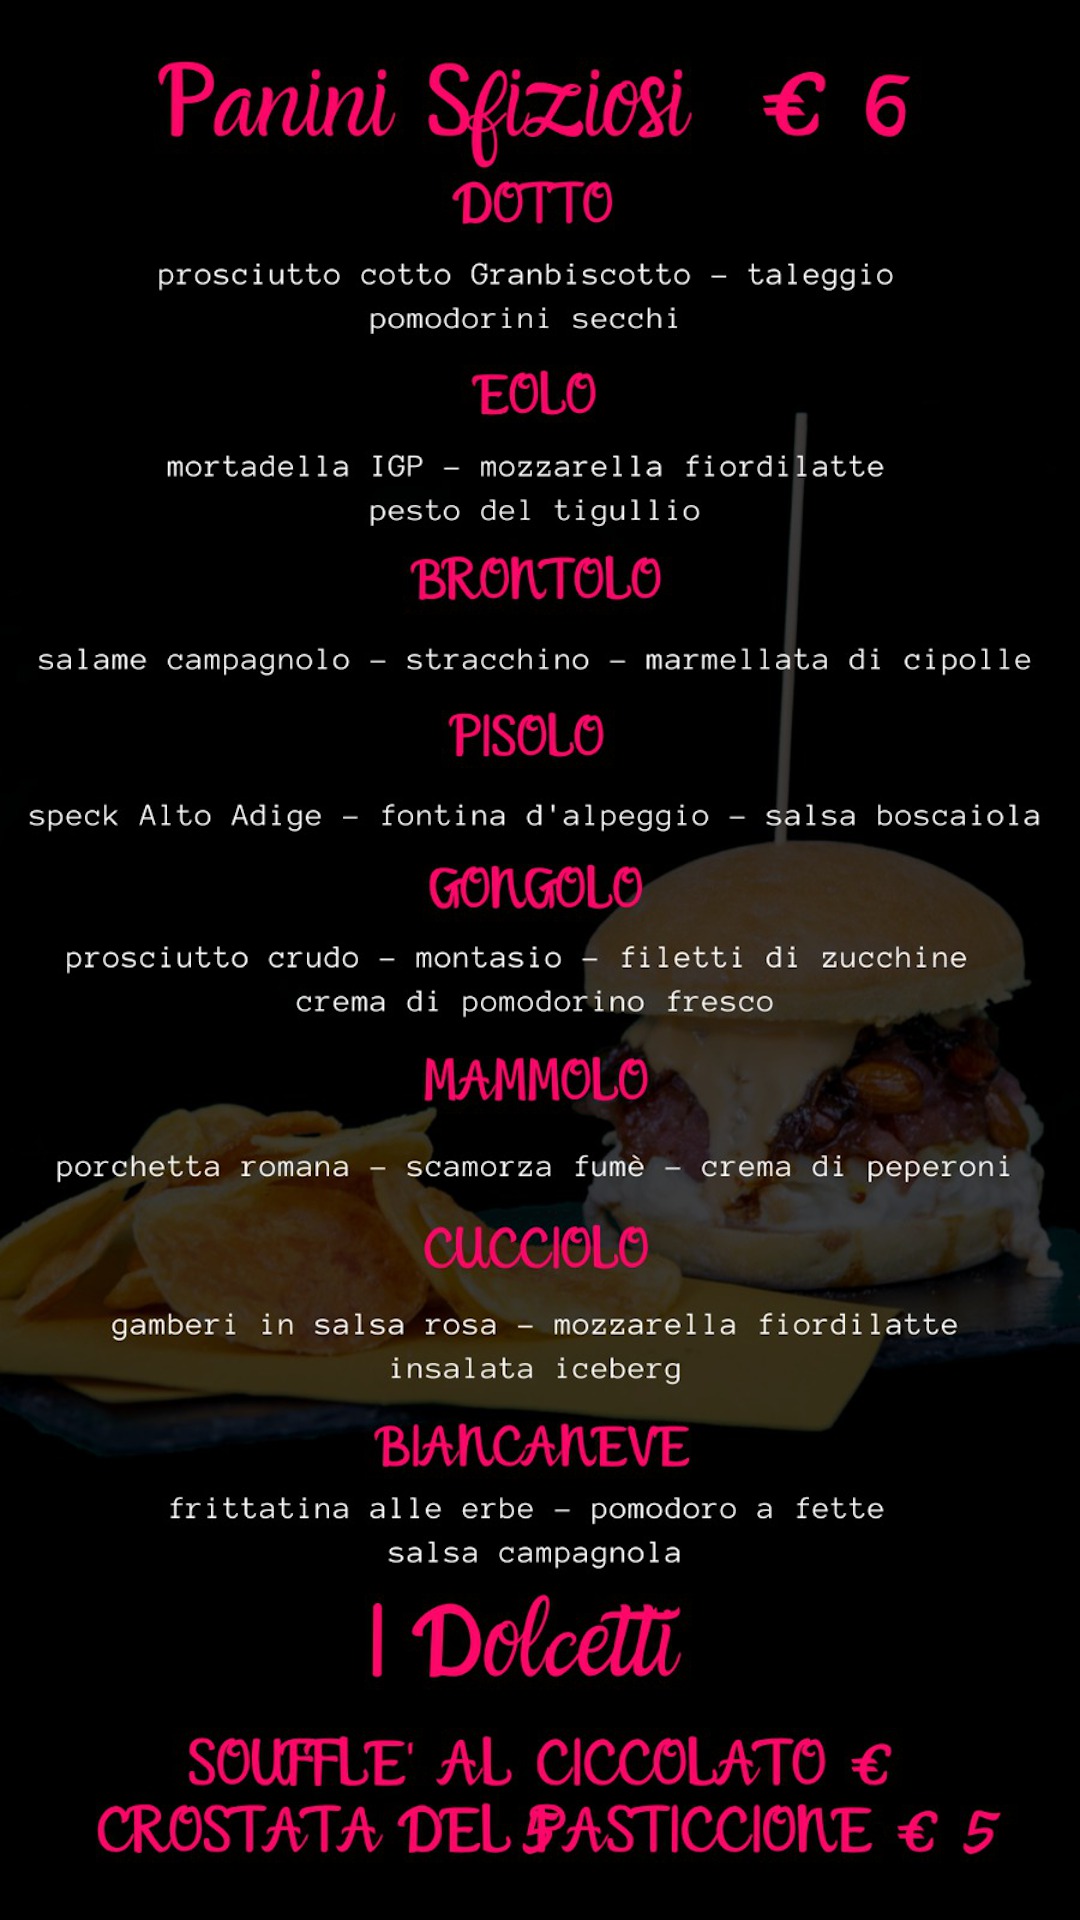 Panini Sfiziosi € 6
DOTTO
prosciutto cotto Granbiscotto - taleggio
pomodorini secchi
EOLO
mortadella IGP - mozzarella fiordilatte
pesto del tigullio
BRONTOLO
salame campagnolo - stracchino - marmellata di cipolle
PISOLO
speck Alto Adige - fontina d'alpeggio - salsa boscaiola
GONGOLO
prosciutto crudo - montasio - filetti di zucchine
crema di pomodorino fresco
MAMMOLO
porchetta romana - scamorza fumè - crema di peperoni
CUCCIOLO
gamberi in salsa rosa - mozzarella fiordilatte
insalata iceberg
BIANCANEVE
frittatina alle erbe - pomodoro a fette
salsa campagnola
I Dolcetti
SOUFFLE' AL CICCOLATO €
5
CROSTATA DEL PASTICCIONE € 5